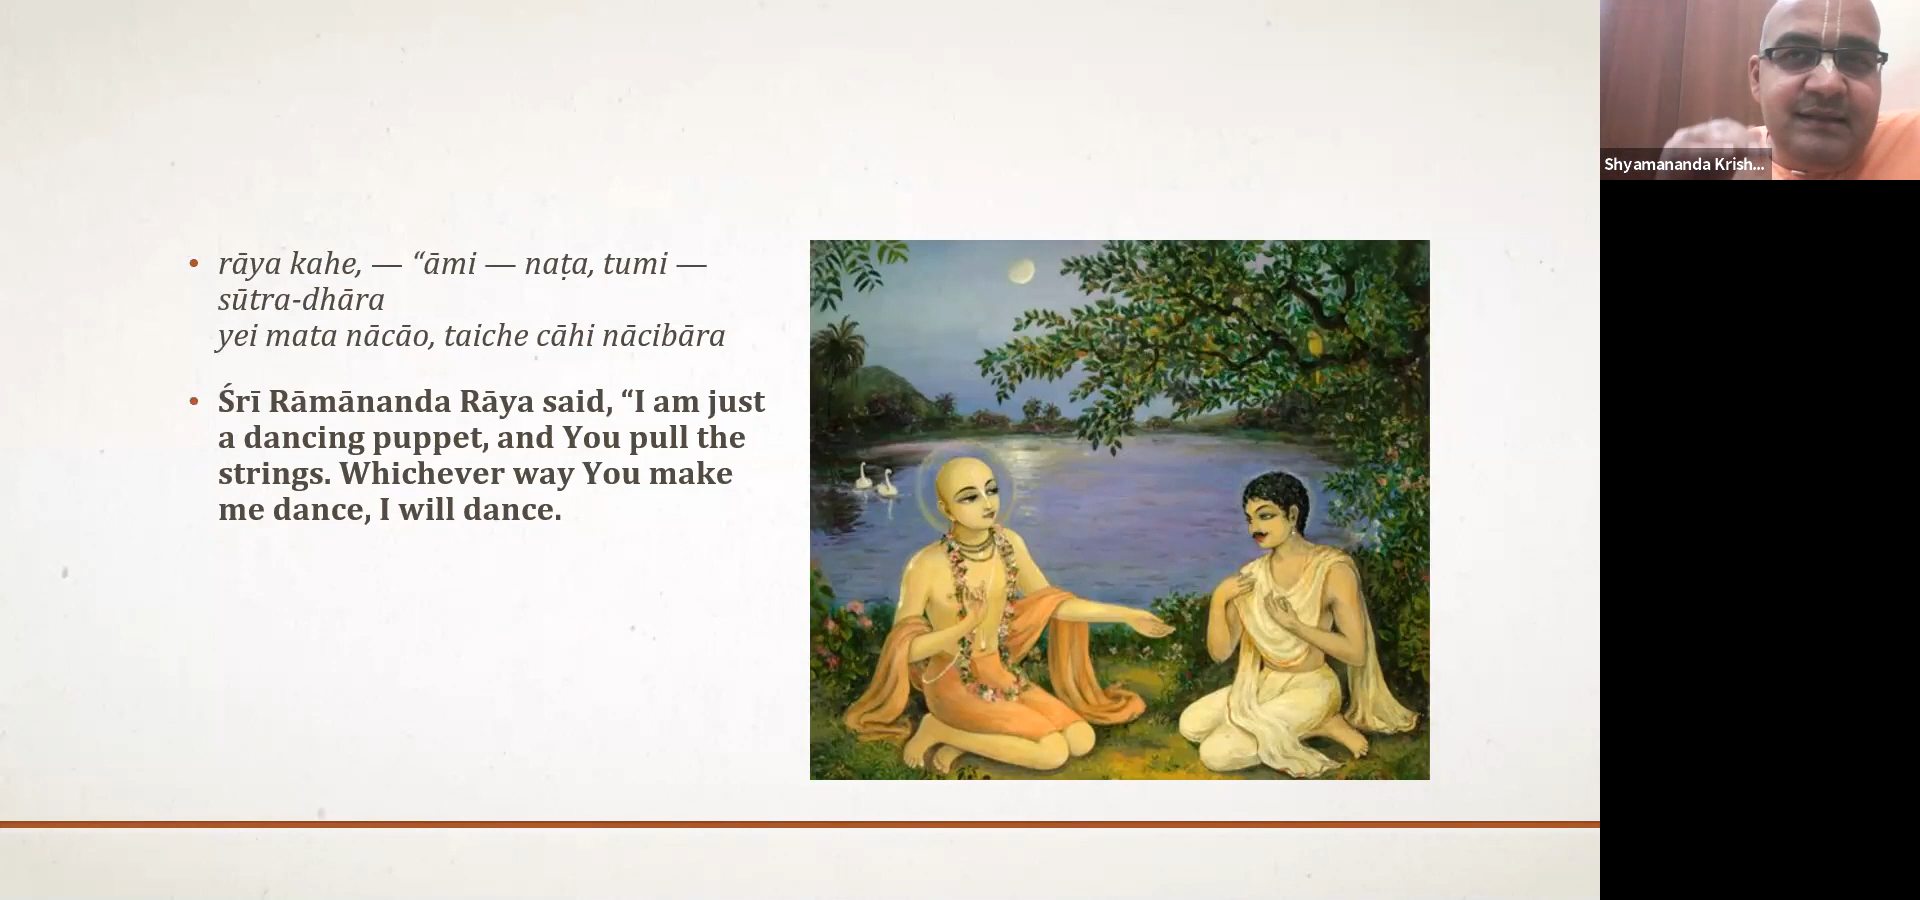 rāya kahe, — “āmi — naṭa, tumi —
sūtra-dhāra
yei mata nācāo, taiche cāhi nācibāra
Śrī Rāmānanda Rāya said, “I am just
a dancing puppet, and You pull the
strings. Whichever way You make
me dance, I will dance.
Shyamananda Krish...